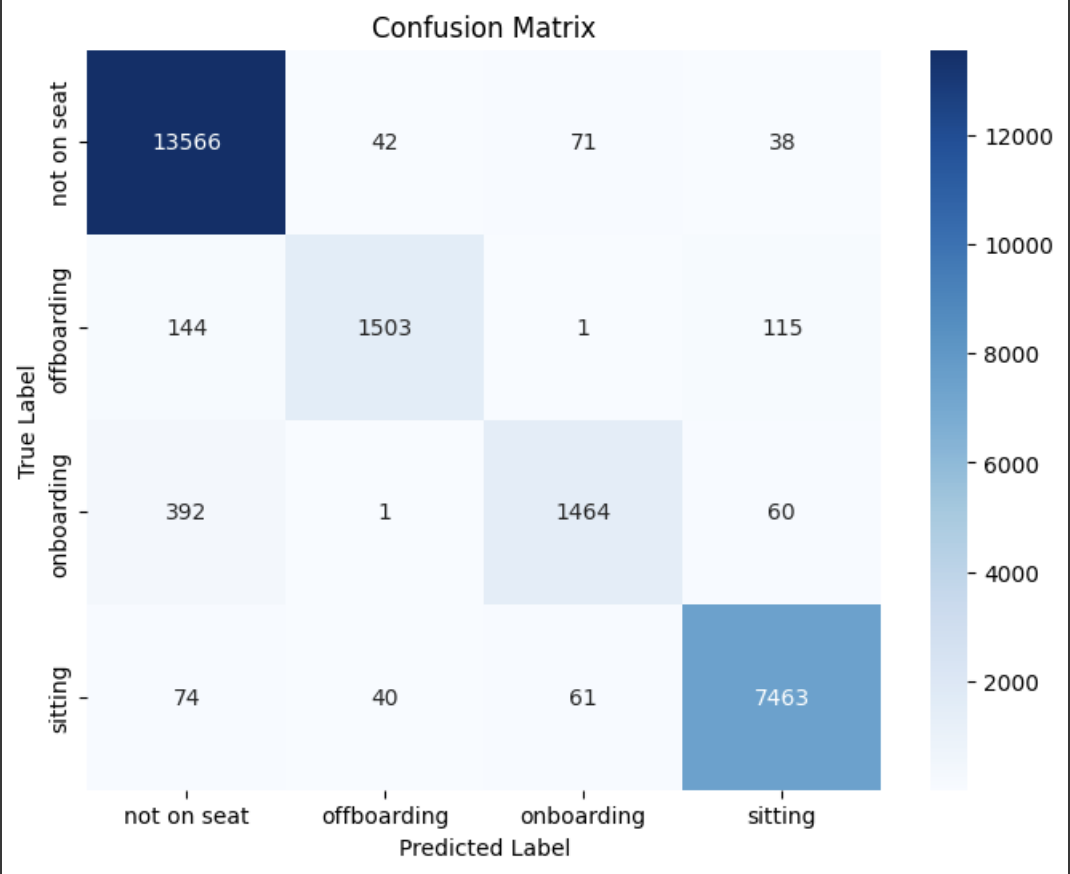 Confusion Matrix
True Label
not on seat 13566 42 71 38
offboarding 144 1503 1 115
onboarding 392 1 1464 60
sitting 74 40 61 7463
not on seat offboarding onboarding sitting
Predicted Label
12000
10000
8000
6000
4000
2000